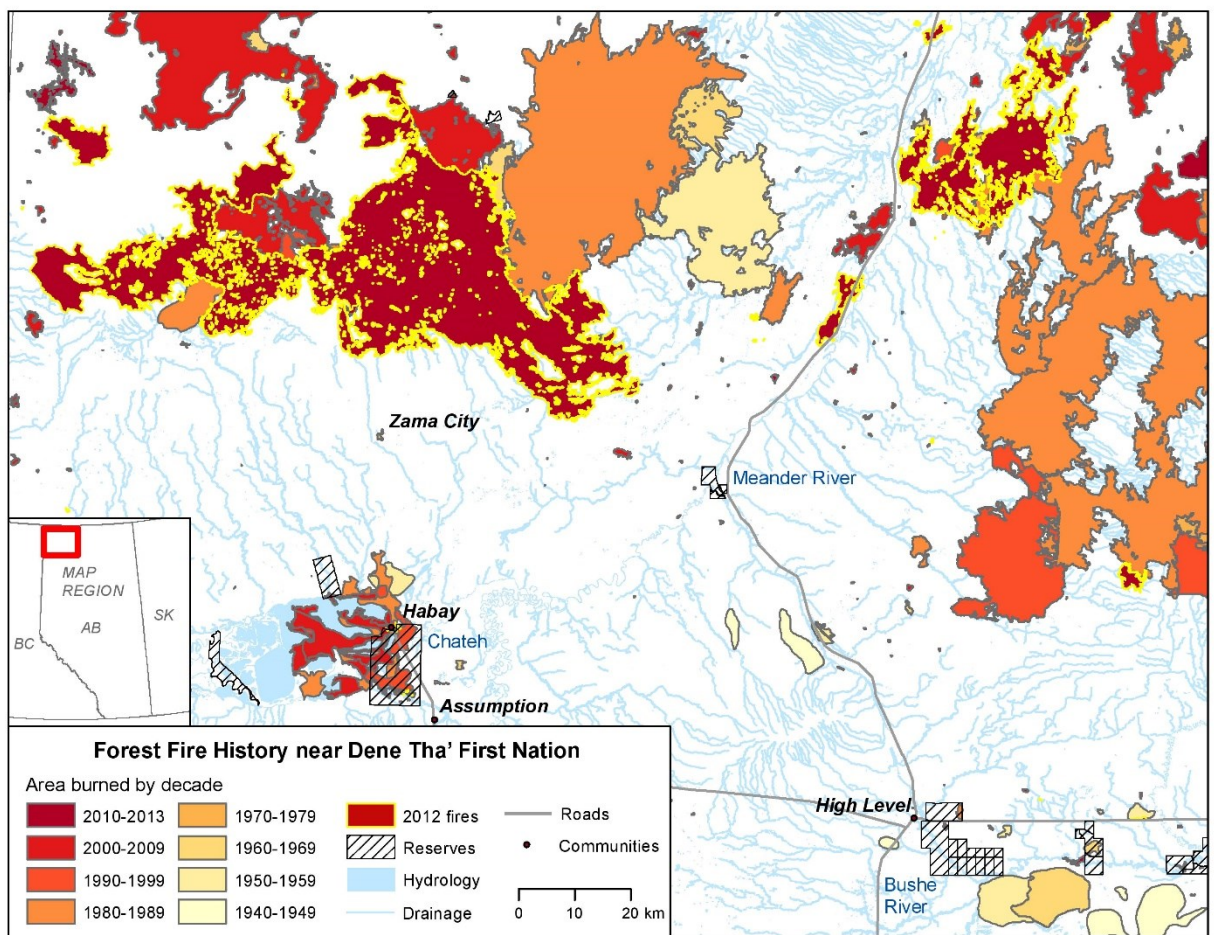 Zama City
Meander River
MAP
REGION
AB
SK
BC
Habay
Chateh
Assumption
High Level
Bushe
River
Forest Fire History near Dene Tha' First Nation
Area burned by decade
2010-2013
2000-2009
1990-1999
1980-1989
1970-1979
1960-1969
1950-1959
1940-1949
2012 fires
Reserves
Hydrology
Drainage
Roads
Communities
0 10 20 km